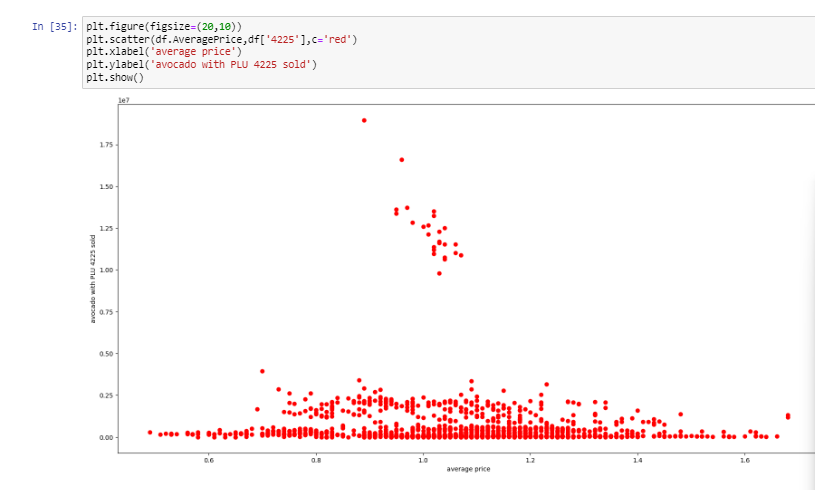 In [35]: plt.figure(figsize=(20,10))
plt.scatter(df.AveragePrice,df['4225'],c='red')
plt.xlabel('average price')
plt.ylabel('avocado with PLU 4225 sold')
plt.show()
1e7
1.75
1.50
1.25
1.00
0.75
0.50
0.25
0.00
avocado with PLU 4225 sold
0.6 0.8 1.0 1.2 1.4 1.6
average price